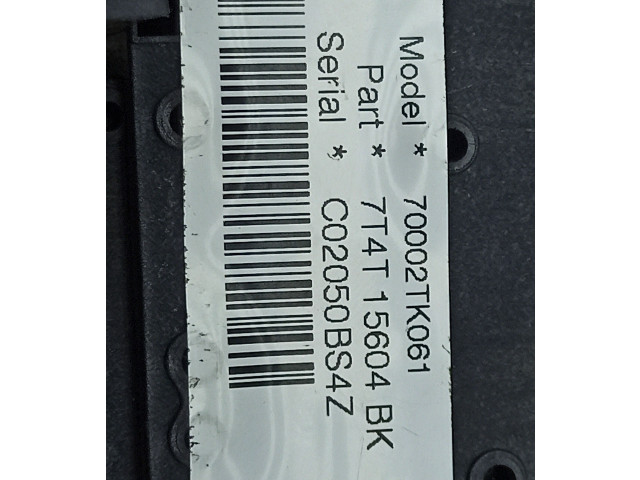 Model * 70002TK061
Part * 7T4T 15604 BK
Serial * C02050BS4Z